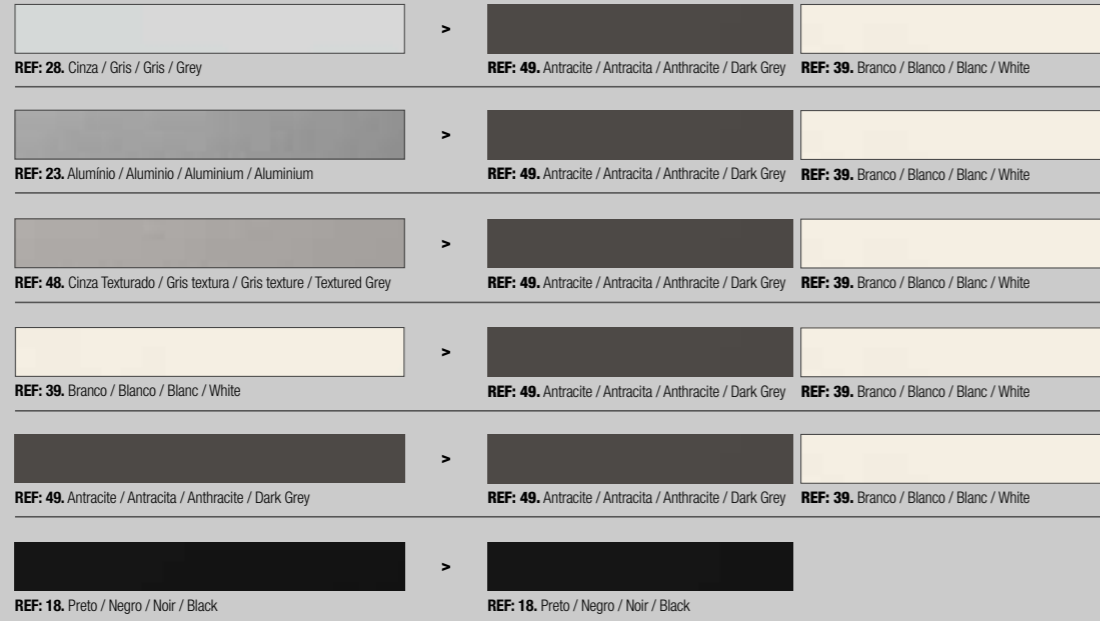 >
REF: 28. Cinza / Gris / Gris / Grey
REF: 49. Antracite / Antracita / Anthracite / Dark Grey
REF: 39. Branco / Blanco / Blanc / White
>
REF: 23. Alumínio / Aluminio / Aluminium / Aluminium
REF: 49. Antracite / Antracita / Anthracite / Dark Grey
REF: 39. Branco / Blanco / Blanc / White
>
REF: 48. Cinza Texturado / Gris textura / Gris texture / Textured Grey
REF: 49. Antracite / Antracita / Anthracite / Dark Grey
REF: 39. Branco / Blanco / Blanc / White
>
REF: 39. Branco / Blanco / Blanc / White
REF: 49. Antracite / Antracita / Anthracite / Dark Grey
REF: 39. Branco / Blanco / Blanc / White
>
REF: 49. Antracite / Antracita / Anthracite / Dark Grey
REF: 49. Antracite / Antracita / Anthracite / Dark Grey
REF: 39. Branco / Blanco / Blanc / White
>
REF: 18. Preto / Negro / Noir / Black
REF: 18. Preto / Negro / Noir / Black